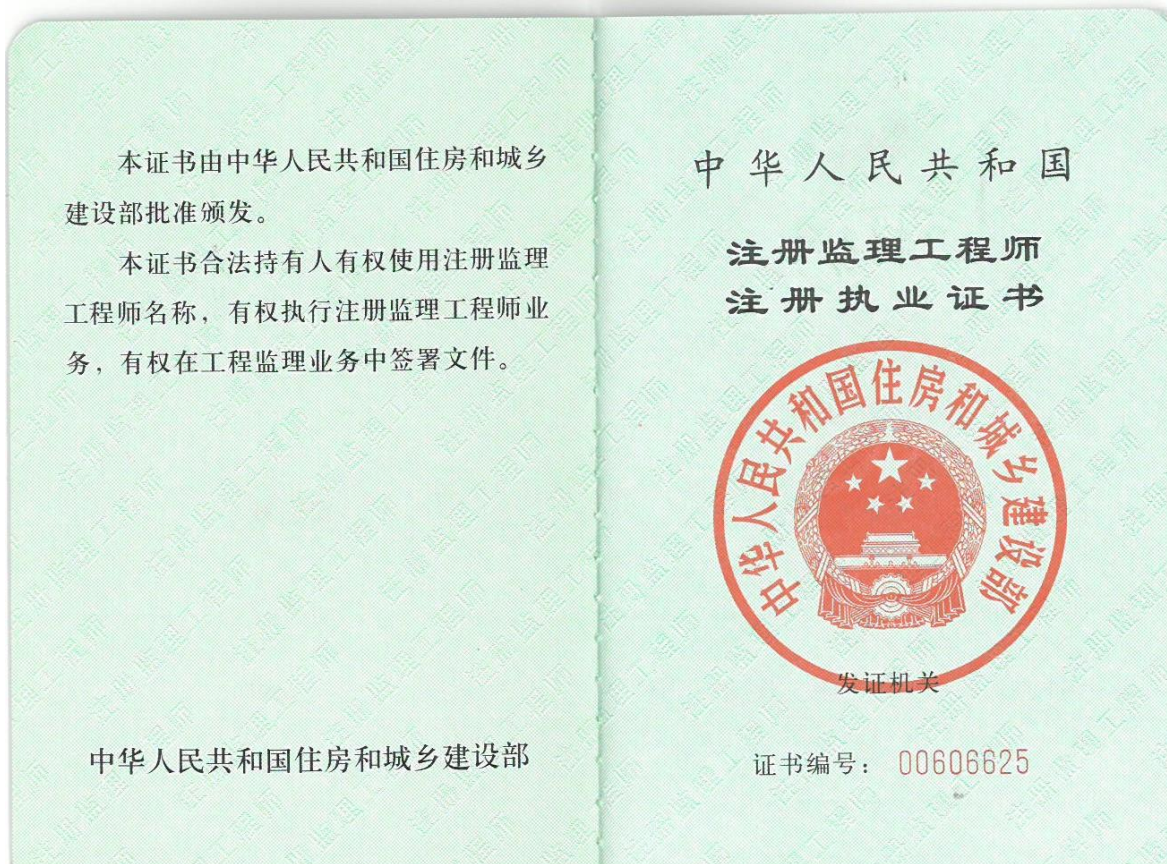 本证书由中华人民共和国住房和城乡
建设部批准颁发。
本证书合法持有人有权使用注册监理
工程师名称，有权执行注册监理工程师业
务，有权在工程监理业务中签署文件。
中华人民共和国住房和城乡建设部
中华人民共和国
注册监理工程师
注册执业证书
中华人民共和国住房和城乡建设部
发证机关
证书编号： 00606625